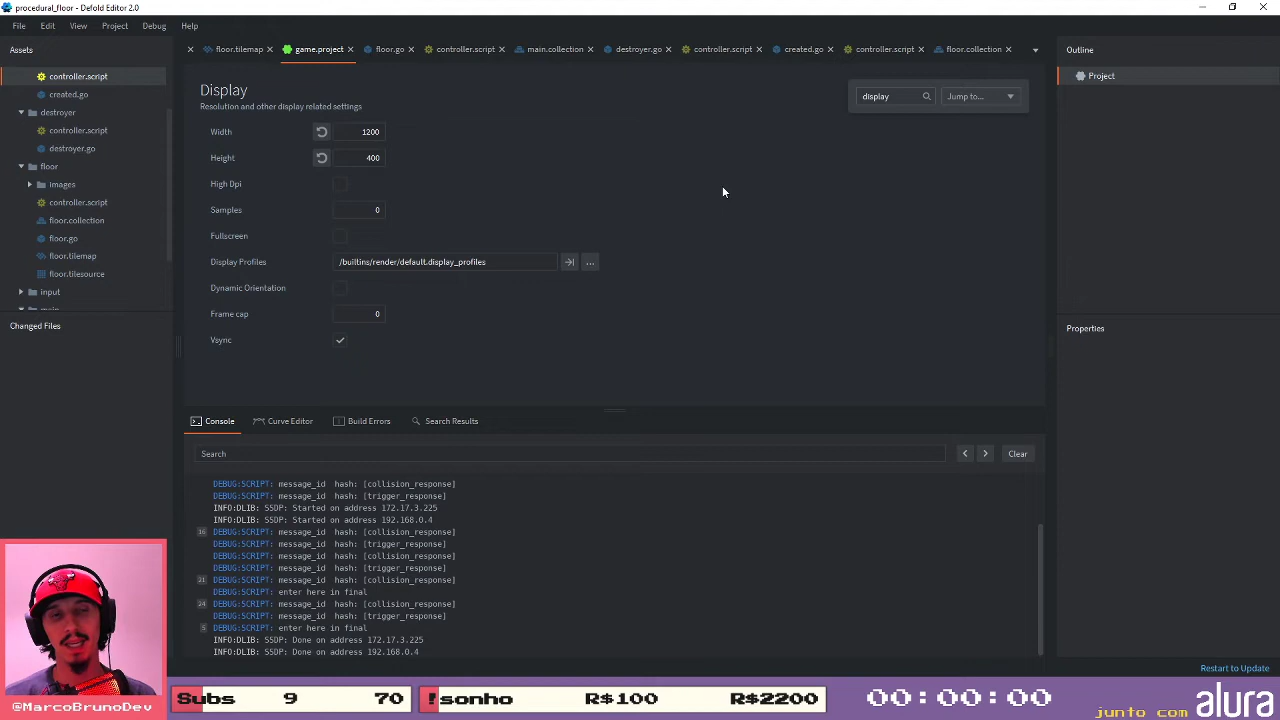 procedural_floor - Defold Editor 2.0
File Edit View Project Debug Help
Assets
floor.tilemap game.project floor.go controller.script main.collection destroyer.go controller.script created.go controller.script floor.collection
Outline
controller.script
created.go
destroyer
controller.script
destroyer.go
floor
images
controller.script
floor.collection
floor.go
floor.tilemap
floor.tilesource
input
main
Changed Files
Display
Resolution and other display related settings
display
Jump to...
Width 1200
Height 400
High Dpi
Samples 0
Fullscreen
Display Profiles /builtins/render/default.display_profiles ...
Dynamic Orientation
Frame cap 0
Vsync
Project
Properties
Console Curve Editor Build Errors Search Results
Search
Clear
DEBUG:SCRIPT: message_id hash: [collision_response]
DEBUG:SCRIPT: message_id hash: [trigger_response]
INFO:DLIB: SSDP: Started on address 172.17.3.225
INFO:DLIB: SSDP: Started on address 192.168.0.4
16 DEBUG:SCRIPT: message_id hash: [collision_response]
DEBUG:SCRIPT: message_id hash: [trigger_response]
DEBUG:SCRIPT: message_id hash: [collision_response]
DEBUG:SCRIPT: message_id hash: [trigger_response]
21 DEBUG:SCRIPT: message_id hash: [collision_response]
DEBUG:SCRIPT: enter here in final
24 DEBUG:SCRIPT: message_id hash: [collision_response]
DEBUG:SCRIPT: message_id hash: [trigger_response]
5 DEBUG:SCRIPT: enter here in final
INFO:DLIB: SSDP: Done on address 172.17.3.225
INFO:DLIB: SSDP: Done on address 192.168.0.4
Restart to Update
@MarcoBrunoDev
Subs 9 70
!sonho R$100 R$2200
00:00:00
junto com alura